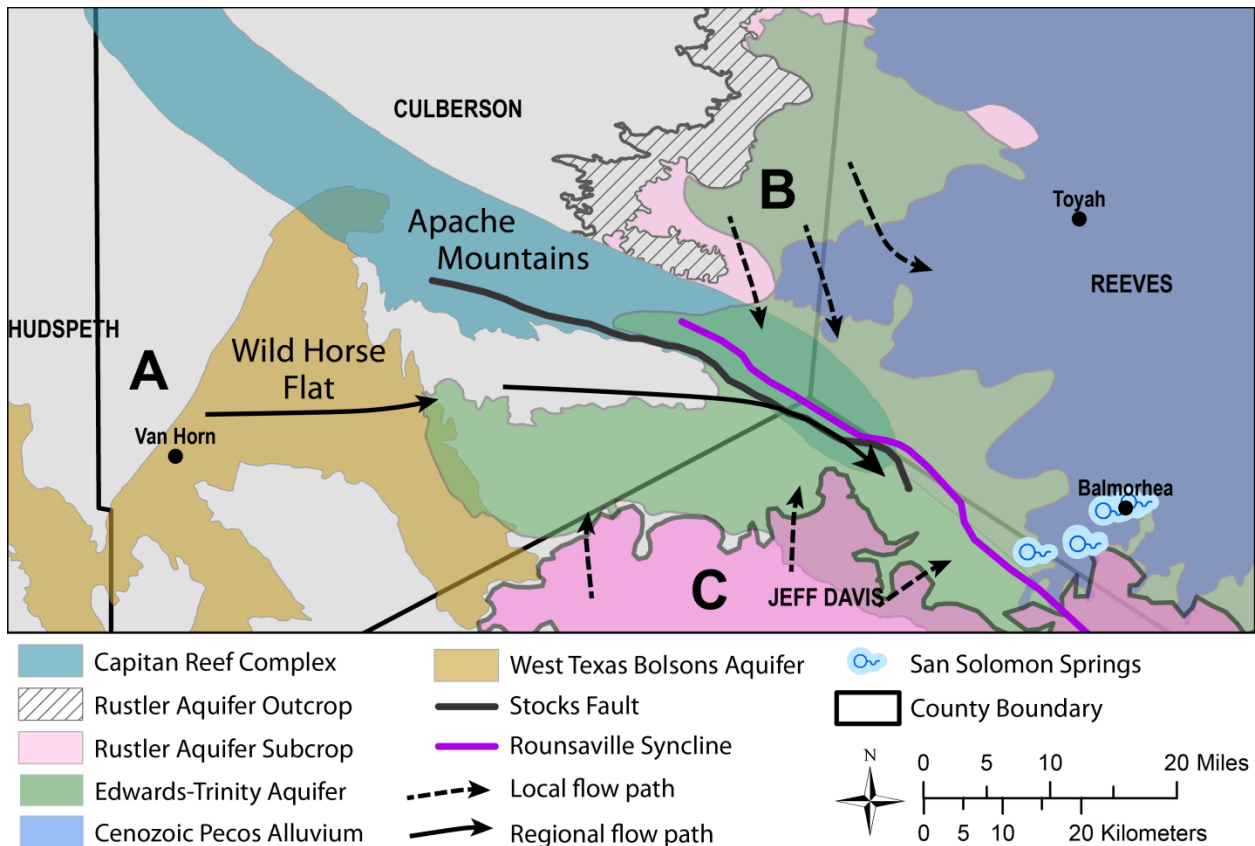 CULBERSON
B
Toyah
Apache
Mountains
REEVES
HUDSPETH
A
Wild Horse
Flat
Van Horn
Balmorhea
C
JEFF DAVIS
Capitan Reef Complex
Rustler Aquifer Outcrop
Rustler Aquifer Subcrop
Edwards-Trinity Aquifer
Cenozoic Pecos Alluvium
West Texas Bolsons Aquifer
Stocks Fault
Rounsaville Syncline
Local flow path
Regional flow path
San Solomon Springs
County Boundary
N
0 5 10 20 Miles
0 5 10 20 Kilometers